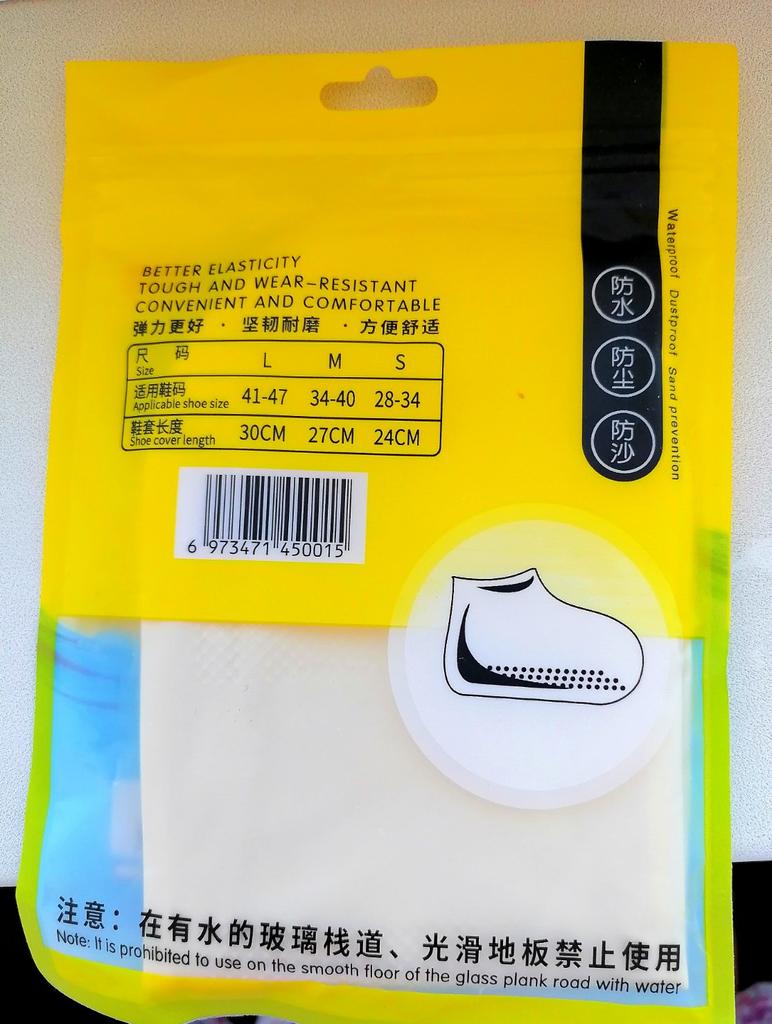 BETTER ELASTICITY
TOUGH AND WEAR-RESISTANT
CONVENIENT AND COMFORTABLE
弹力更好 · 坚韧耐磨 · 方便舒适
尺 码 L M S
Size
适用鞋码 41-47 34-40 28-34
Applicable shoe size
鞋套长度 30CM 27CM 24CM
Shoe cover length
6 973471 450015
防水
防尘
防沙
Waterproof Dustproof Sand prevention
注意：在有水的玻璃栈道、光滑地板禁止使用
Note: It is prohibited to use on the smooth floor of the glass plank road with water